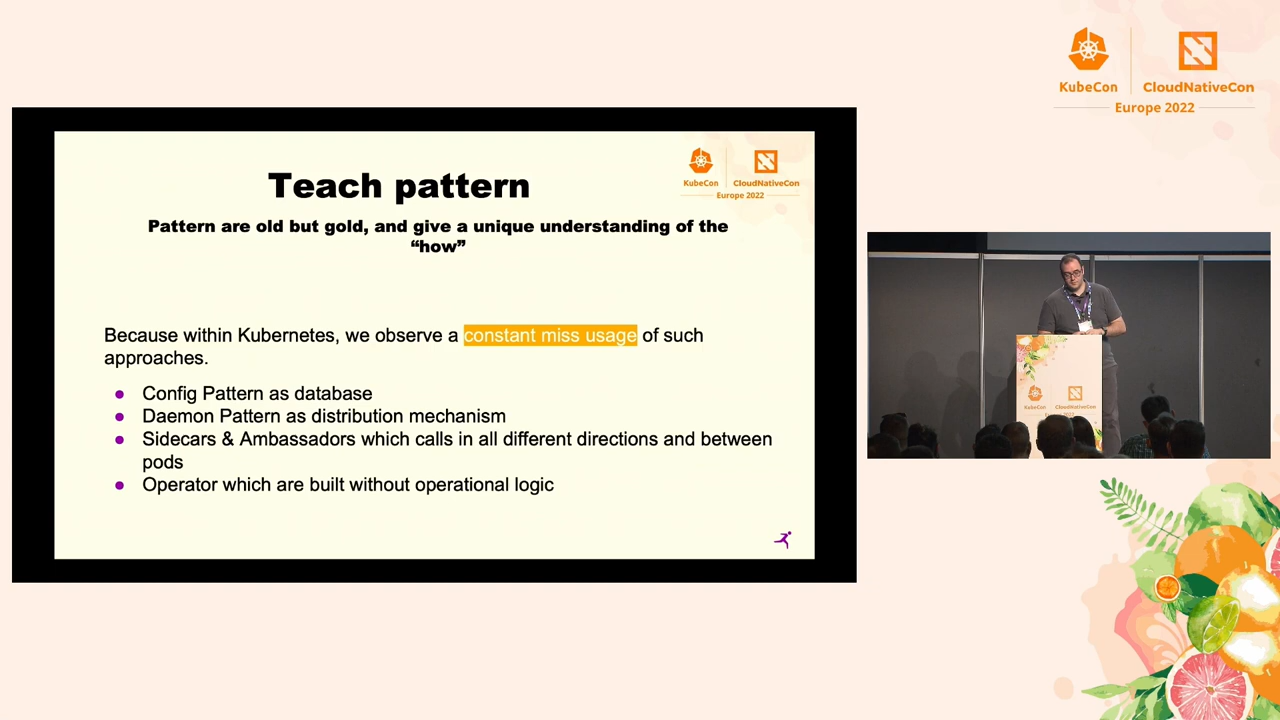 KubeCon
CloudNativeCon
Europe 2022
Teach pattern
KubeCon
CloudNativeCon
Europe 2022
Pattern are old but gold, and give a unique understanding of the
“how”
Because within Kubernetes, we observe a constant miss usage of such
approaches.
● Config Pattern as database
● Daemon Pattern as distribution mechanism
● Sidecars & Ambassadors which calls in all different directions and between
pods
● Operator which are built without operational logic
KubeCon
CloudNativeCon